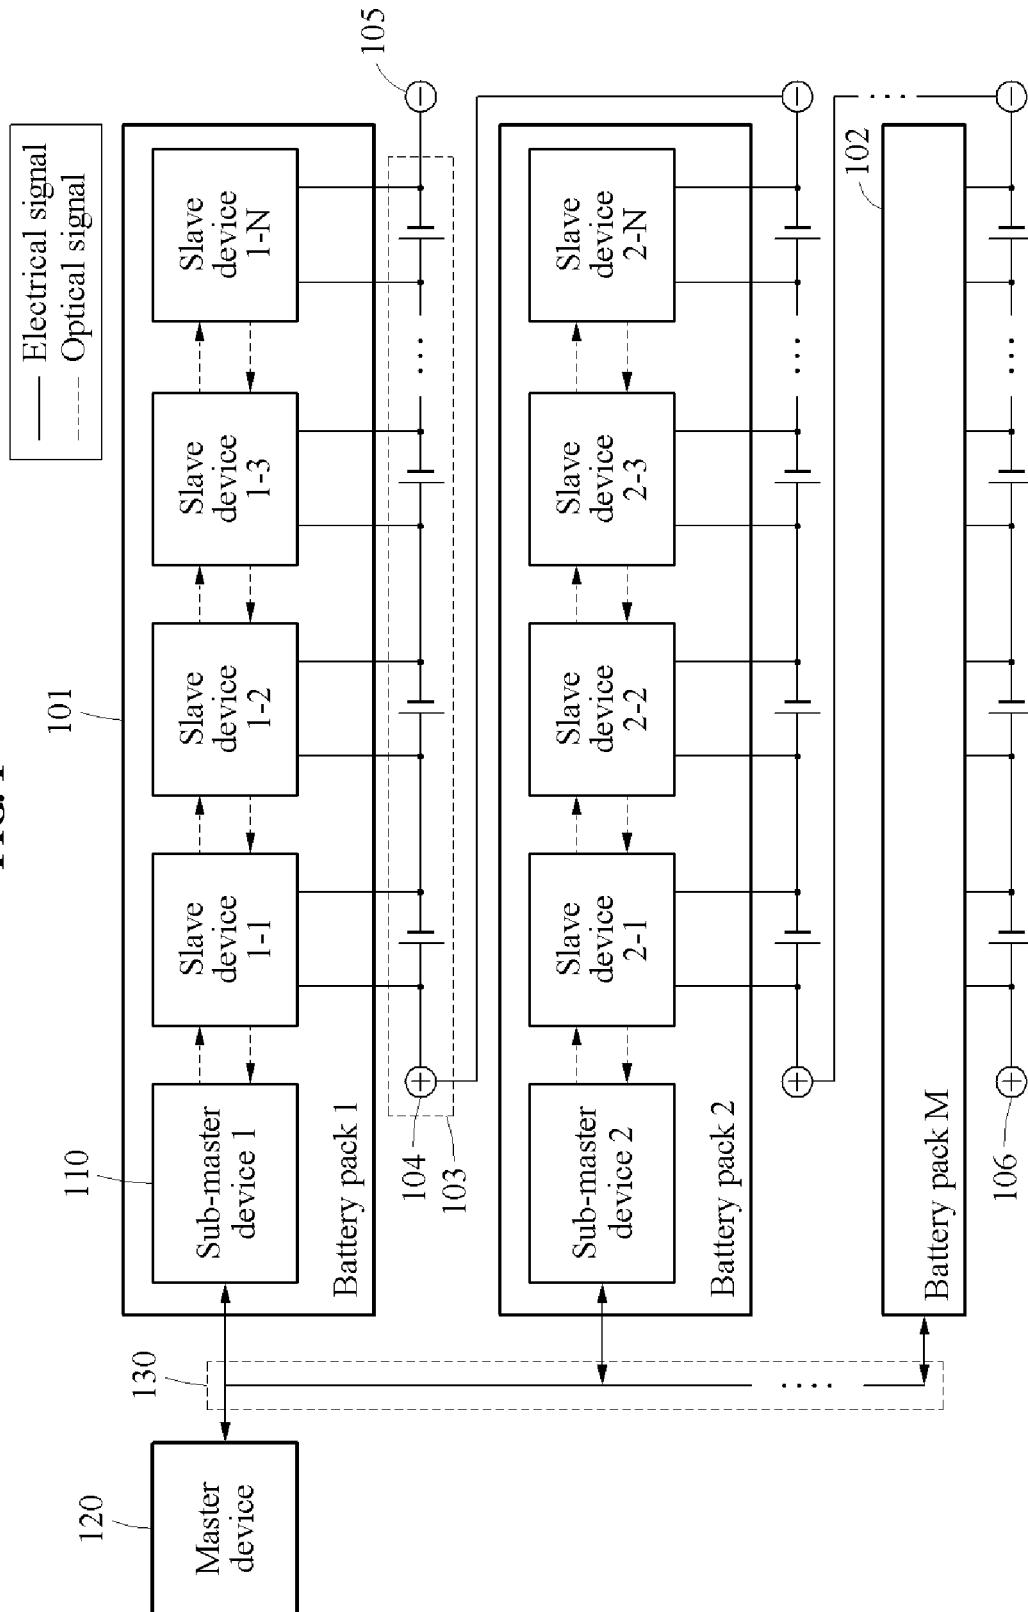 FIG. 1
Electrical signal
Optical signal
101
110
120
130
Master
device
Sub-master
device 1
Slave
device
1-1
Slave
device
1-2
Slave
device
1-3
Slave
device
1-N
Battery pack 1
103
104
105
Sub-master
device 2
Slave
device
2-1
Slave
device
2-2
Slave
device
2-3
Slave
device
2-N
Battery pack 2
102
Battery pack M
106